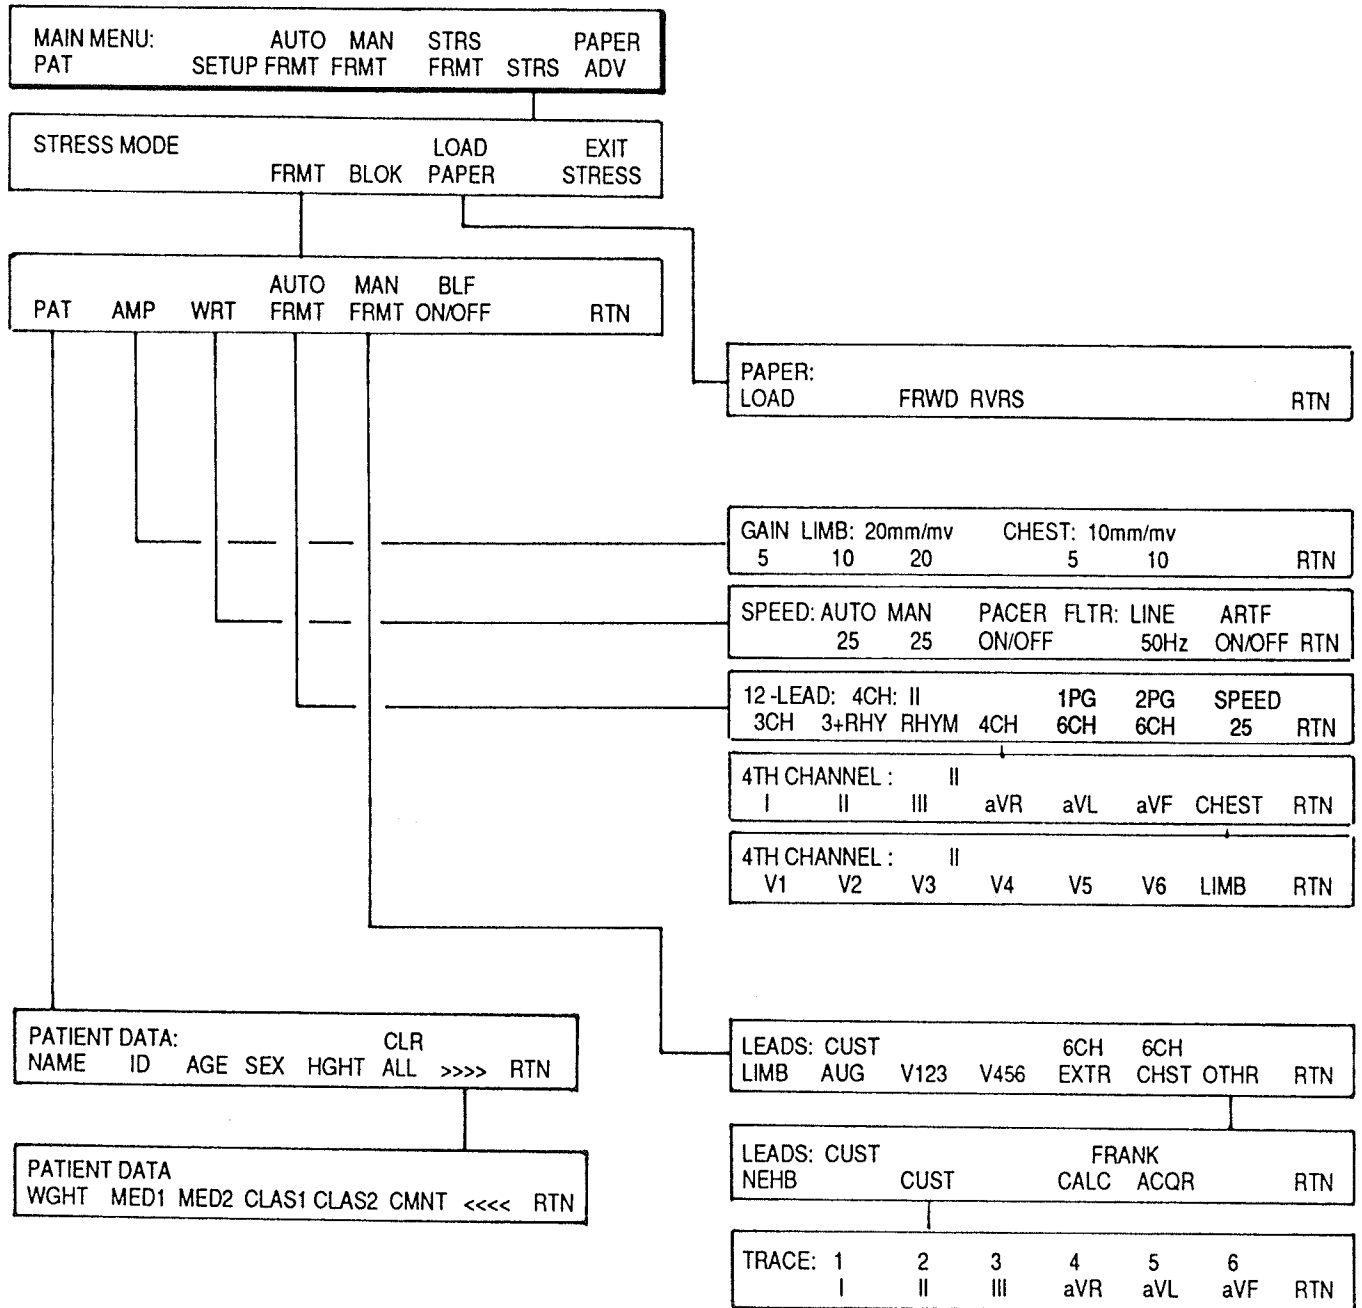 MAIN MENU: AUTO MAN STRS PAPER
PAT SETUP FRMT FRMT FRMT STRS ADV
STRESS MODE LOAD EXIT
FRMT BLOK PAPER STRESS
AUTO MAN BLF
PAT AMP WRT FRMT FRMT ON/OFF RTN
PAPER:
LOAD FRWD RVRS RTN
GAIN LIMB: 20mm/mv CHEST: 10mm/mv
5 10 20 5 10 RTN
SPEED: AUTO MAN PACER FLTR: LINE ARTF
25 25 ON/OFF 50Hz ON/OFF RTN
12-LEAD: 4CH: II 1PG 2PG SPEED
3CH 3+RHY RHYM 4CH 6CH 6CH 25 RTN
4TH CHANNEL : II
I II III aVR aVL aVF CHEST RTN
4TH CHANNEL : II
V1 V2 V3 V4 V5 V6 LIMB RTN
PATIENT DATA: CLR
NAME ID AGE SEX HGHT ALL >>>> RTN
PATIENT DATA
WGHT MED1 MED2 CLAS1 CLAS2 CMNT <<<< RTN
LEADS: CUST 6CH 6CH
LIMB AUG V123 V456 EXTR CHST OTHR RTN
LEADS: CUST FRANK
NEHB CUST CALC ACQR RTN
TRACE: 1 2 3 4 5 6
I II III aVR aVL aVF RTN